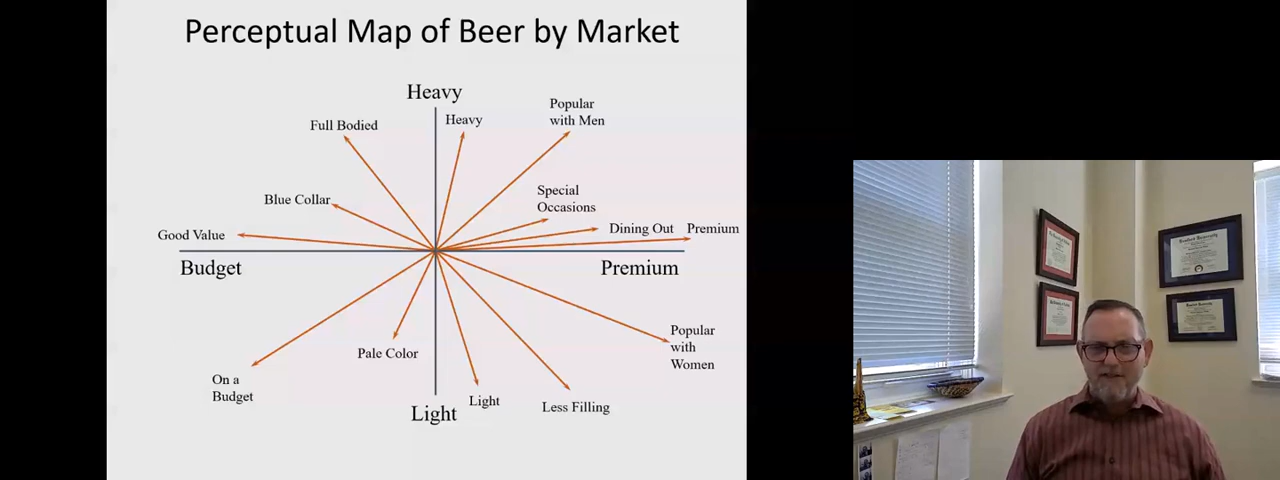 Perceptual Map of Beer by Market
Heavy
Popular
with Men
Full Bodied
Heavy
Special
Occasions
Blue Collar
Good Value
Dining Out
Premium
Budget
Premium
Popular
with
Women
Pale Color
On a
Budget
Light
Light
Less Filling